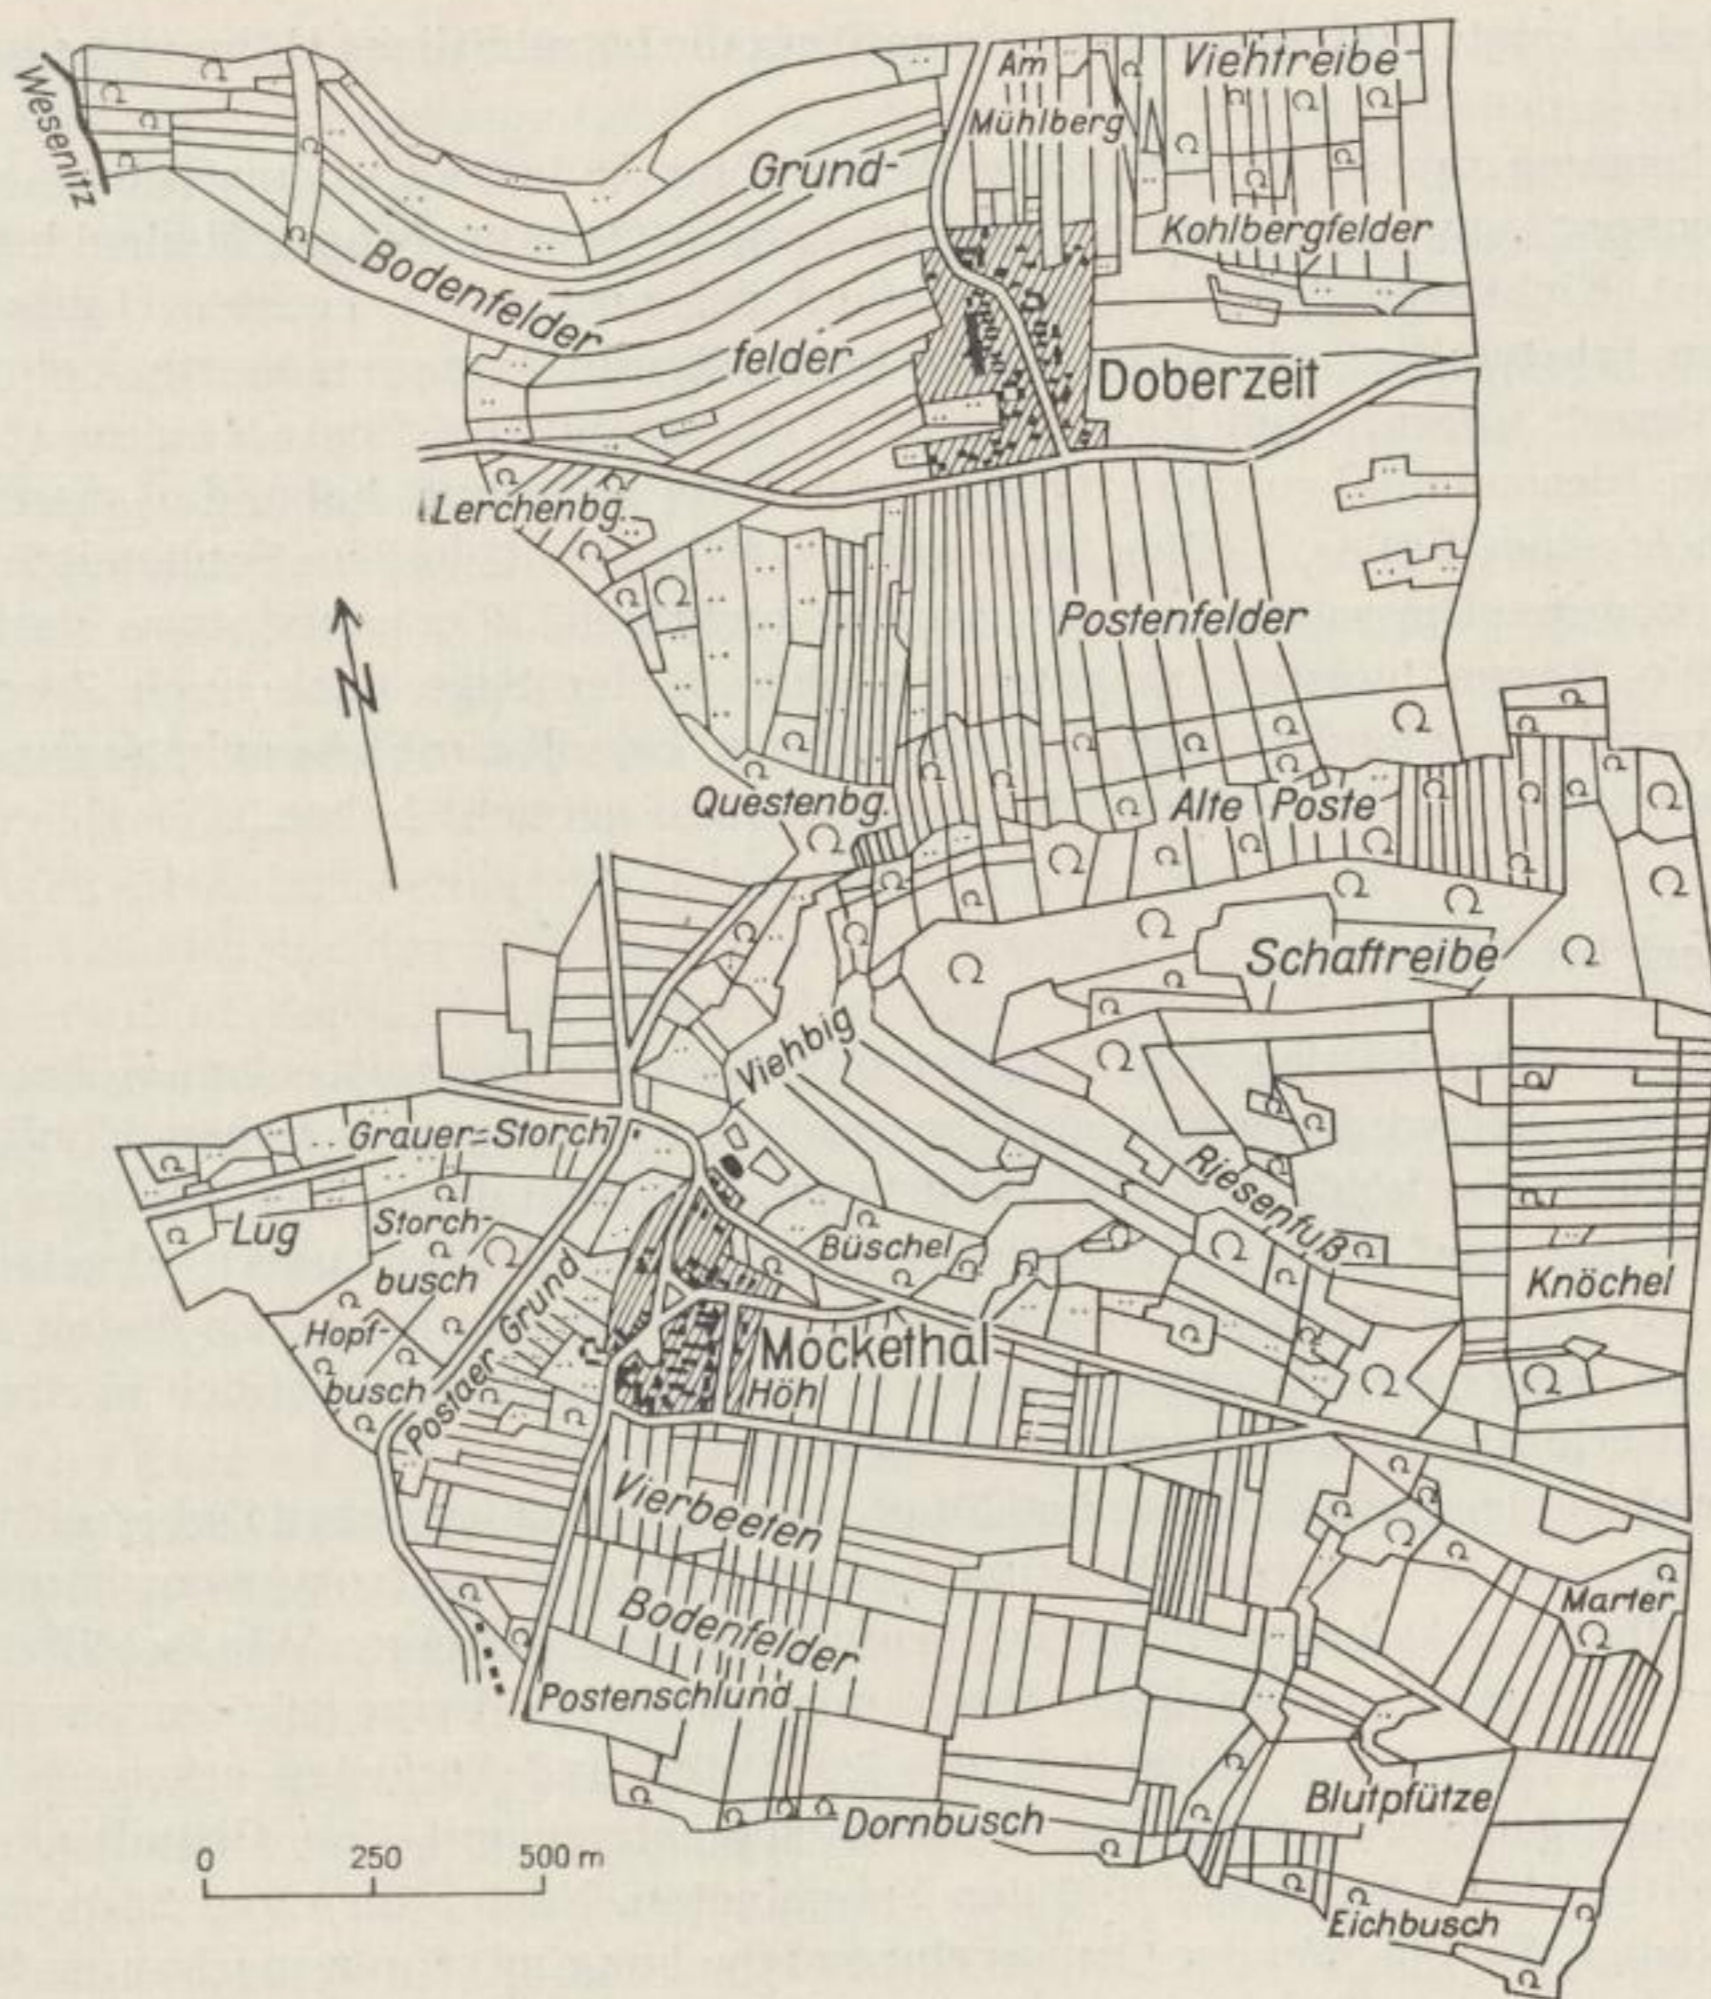 Wesenitz
Am
Mühlberg
Viehtreibe
Grund-
felder
Kohlbergfelder
Bodenfelder
Doberzeit
Lerchenbg.
N
Postenfelder
Questenbg.
Alte Poste
Schaftreibe
Viehbig
Grauer=Storch
Riesenfuß
Lug
Storch-
busch
Büschel
Knöchel
Hopf-
busch
Postaer Grund
Mockethal
Höh
Vierbeeten
Bodenfelder
Marter
Postenschlund
Blutpfütze
Dornbusch
0 250 500 m
Eichbusch